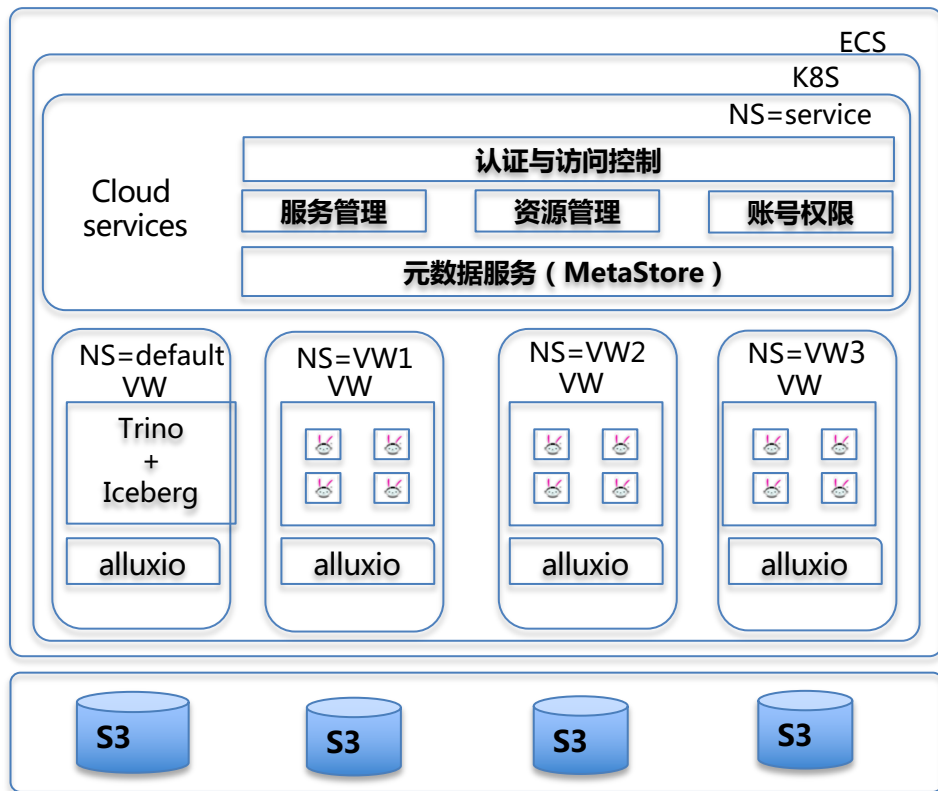 ECS
K8S
NS=service
Cloud
services
认证与访问控制
服务管理
资源管理
账号权限
元数据服务（MetaStore）
NS=default
VW
Trino
+
Iceberg
alluxio
NS=VW1
VW
alluxio
NS=VW2
VW
alluxio
NS=VW3
VW
alluxio
S3
S3
S3
S3